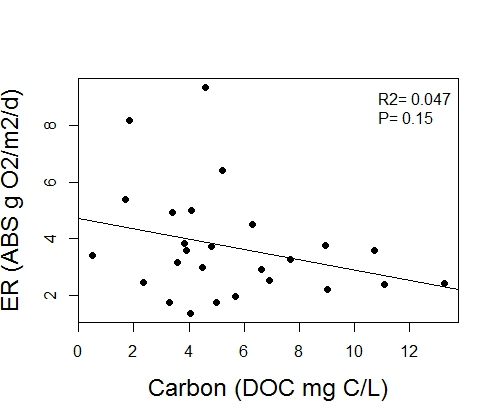 R2= 0.047
P= 0.15
ER (ABS g O2/m2/d)
8
6
4
2
0 2 4 6 8 10 12
Carbon (DOC mg C/L)